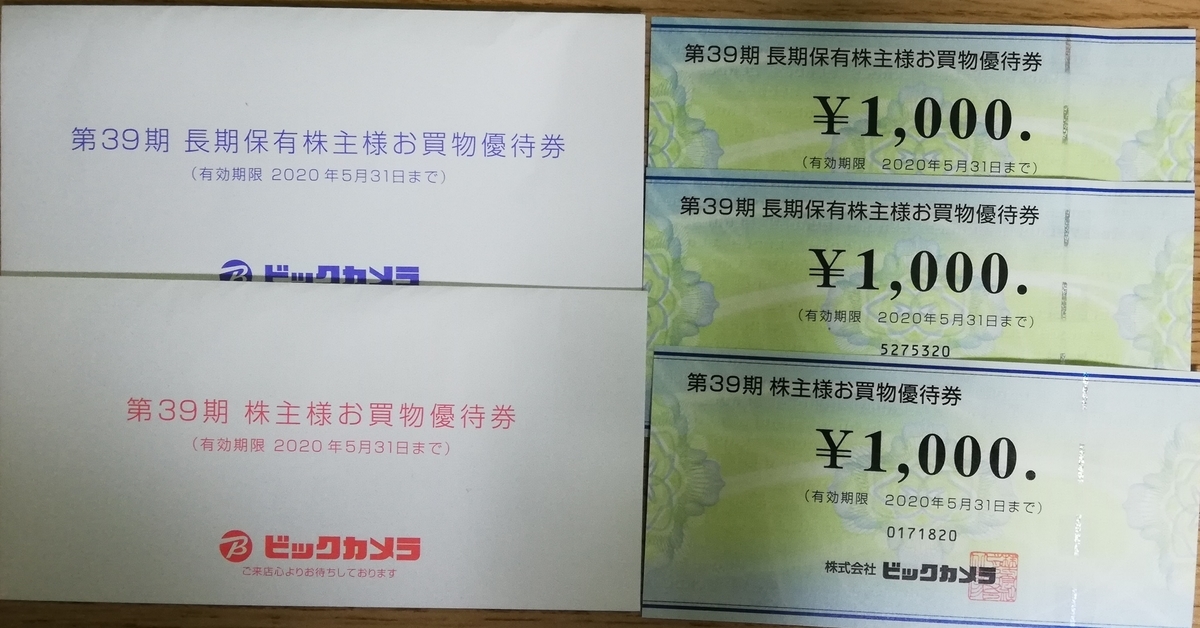 第39期 長期保有株主様お買物優待券
(有効期限 2020年5月31日まで)
ビックカメラ
第39期 株主様お買物優待券
(有効期限 2020年5月31日まで)
ビックカメラ
ご来店心よりお待ちしております
第39期 長期保有株主様お買物優待券
¥1,000.
(有効期限 2020年5月31日まで)
第39期 長期保有株主様お買物優待券
¥1,000.
(有効期限 2020年5月31日まで)
5275320
第39期 株主様お買物優待券
¥1,000.
(有効期限 2020年5月31日まで)
0171820
株式会社 ビックカメラ